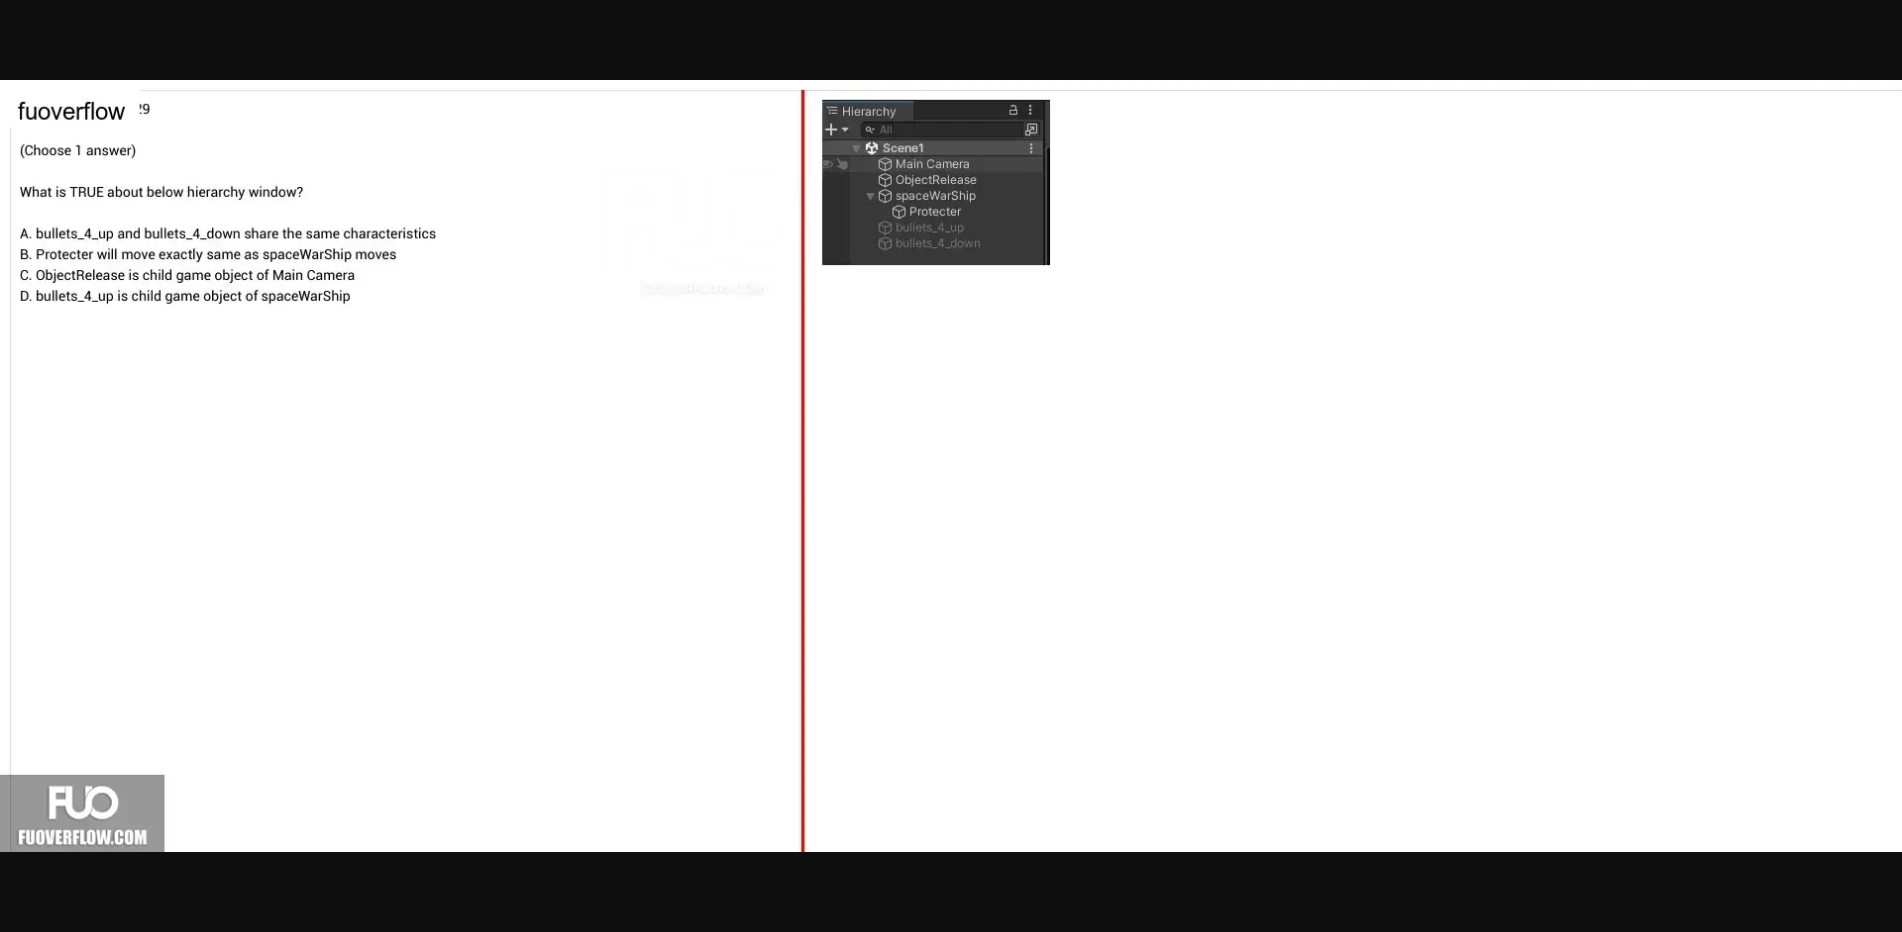 fuoverflow 29
(Choose 1 answer)
What is TRUE about below hierarchy window?
A. bullets_4_up and bullets_4_down share the same characteristics
B. Protecter will move exactly same as spaceWarShip moves
C. ObjectRelease is child game object of Main Camera
D. bullets_4_up is child game object of spaceWarShip
FUO
FUOVERFLOW.COM
Hierarchy
All
Scene1
Main Camera
ObjectRelease
spaceWarShip
Protecter
bullets_4_up
bullets_4_down